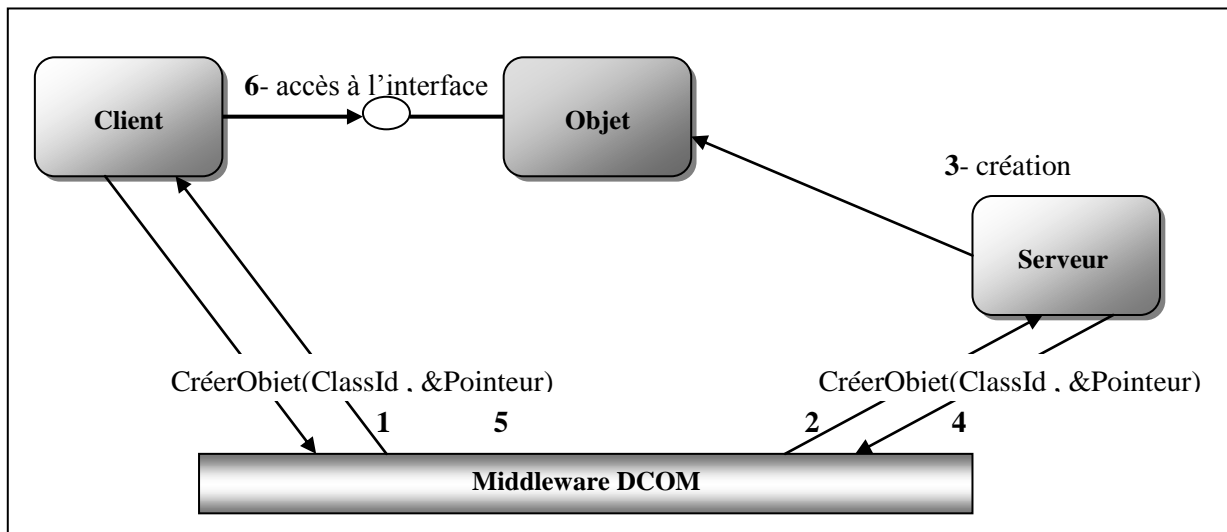 6- accès à l'interface
Client
Objet
3- création
Serveur
CréerObjet(ClassId , &Pointeur)
CréerObjet(ClassId , &Pointeur)
1 5 2 4
Middleware DCOM